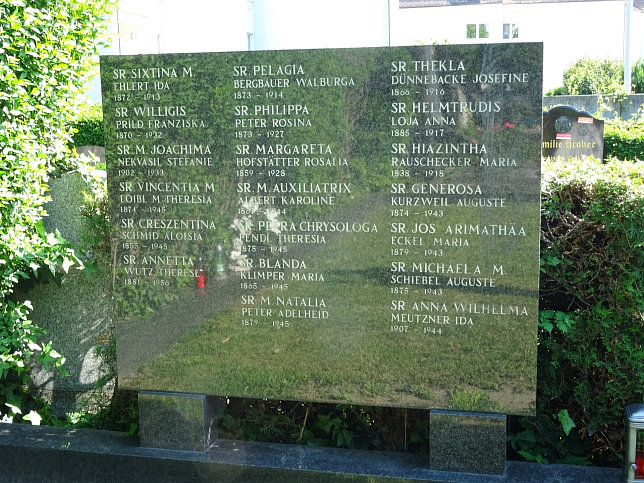 SR. SIXTINA M.
EHLERT IDA
1872 - 1913
SR. WILLIGIS
PRILD FRANZISKA
1870 - 1932
SR. M. JOACHIMA
NEKVASIL STEFANIE
1902 - 1933
SR. VINCENTIA M
LOIBL M. THERESIA
1874 - 1945
SR. CRESZENTINA
SCHMID ALOISIA
1855 - 1948
SR. ANNETTA
WUTZ THERESE
1881 - 1956
SR. PELAGIA
BERGBAUER WALBURGA
1873 - 1914
SR. PHILIPPA
PETER ROSINA
1873 - 1927
SR. MARGARETA
HOFSTÄTTER ROSALIA
1859 - 1928
SR. M. AUXILIATRIX
ALBERT KAROLINE
1944
SR. PETRA CHRYSOLOGA
FENDL THERESIA
1875 - 1945
SR. BLANDA
KLIMPER MARIA
1865 - 1945
SR. M. NATALIA
PETER ADELHEID
1879 - 1945
SR. THEKLA
DÜNNEBACKE JOSEFINE
1866 - 1916
SR. HELMTRUDIS
LOJA ANNA
1885 - 1917
SR. HIAZINTHA
RAUSCHECKER MARIA
1838 - 1918
SR. GENEROSA
KURZWEIL AUGUSTE
1874 - 1943
SR. JOS. ARIMATHÄA
ECKEL MARIA
1879 - 1943
SR. MICHAELA M
SCHIEBEL AUGUSTE
1875 - 1943
SR. ANNA WILHELMA
MEUTZNER IDA
1907 - 1944
milie Gruber